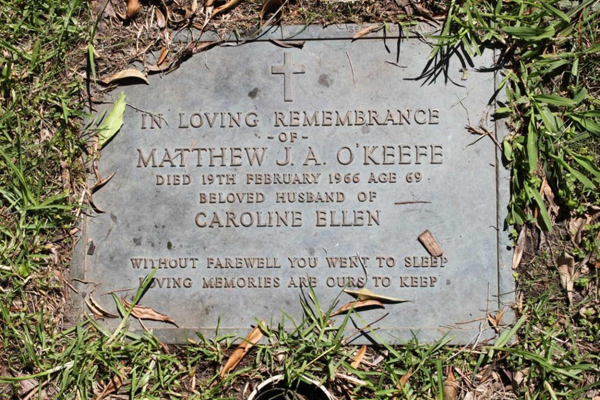 IN LOVING REMEMBRANCE
-OF-
MATTHEW J. A. O'KEEFE
DIED 19TH FEBRUARY 1966 AGE 69.
BELOVED HUSBAND OF
CAROLINE ELLEN
WITHOUT FAREWELL YOU WENT TO SLEEP
LOVING MEMORIES ARE OURS TO KEEP